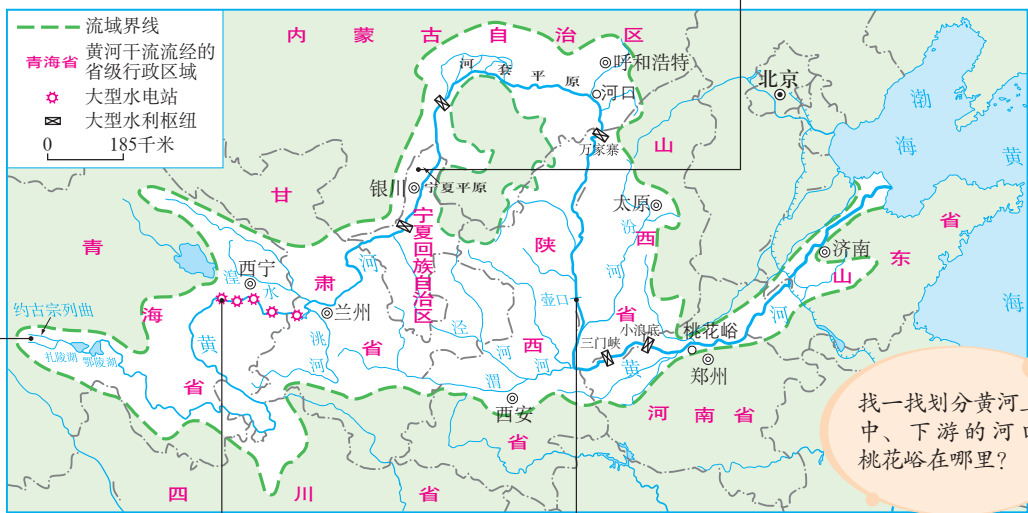 流域界线
青海省 黄河干流流经的
省级行政区域
大型水电站
大型水利枢纽
0 185千米
内蒙古自治区
河套平原
呼和浩特
河口
北京
渤海
黄海
万家寨
山西省
甘肃省
银川
宁夏平原
宁夏回族自治区
太原
汾河
陕西省
青海省
西宁
湟水
兰州
洮河
黄河
约古宗列曲
扎陵湖
鄂陵湖
壶口
泾河
渭河
西安
三门峡
小浪底
桃花峪
郑州
黄河
河南省
济南
山东省
四川省
找一找划分黄河上
中、下游的河口
桃花峪在哪里？